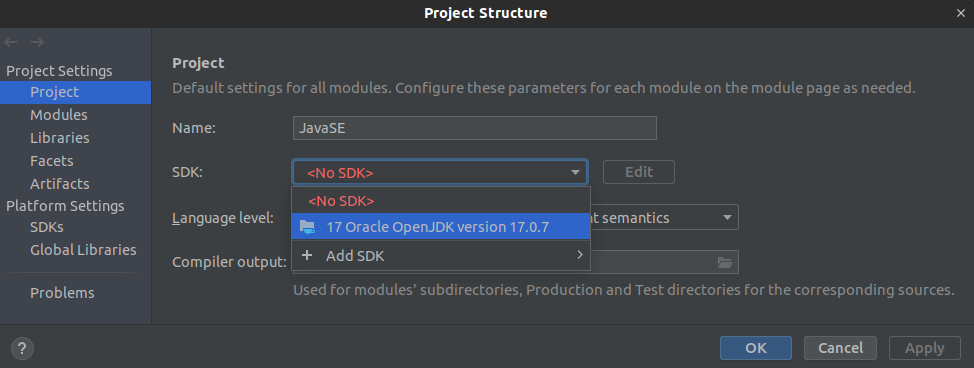 Project Structure
Project Settings
Project
Modules
Libraries
Facets
Artifacts
Platform Settings
SDKs
Global Libraries
Problems
Project
Default settings for all modules. Configure these parameters for each module on the module page as needed.
Name: JavaSE
SDK: <No SDK> Edit
<No SDK>
17 Oracle OpenJDK version 17.0.7
Add SDK
Language level: semantics
Compiler output:
Used for modules' subdirectories, Production and Test directories for the corresponding sources.
? OK Cancel Apply